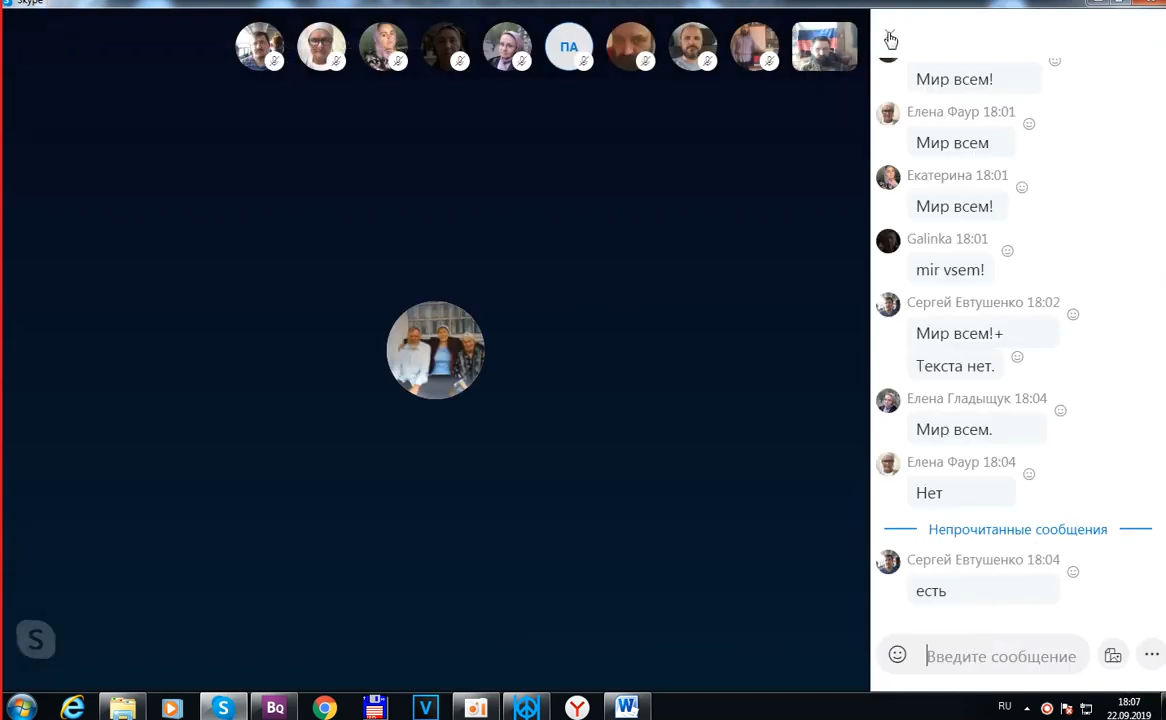 Skype
ПА
Мир всем!
Елена Фаур 18:01
Мир всем
Екатерина 18:01
Мир всем!
Galinka 18:01
mir vsem!
Сергей Евтушенко 18:02
Мир всем!+
Текста нет.
Елена Гладыщук 18:04
Мир всем.
Елена Фаур 18:04
Нет
Непрочитанные сообщения
Сергей Евтушенко 18:04
есть
Введите сообщение
S
Bq
V
Y
W
RU
18:07
22.09.2019